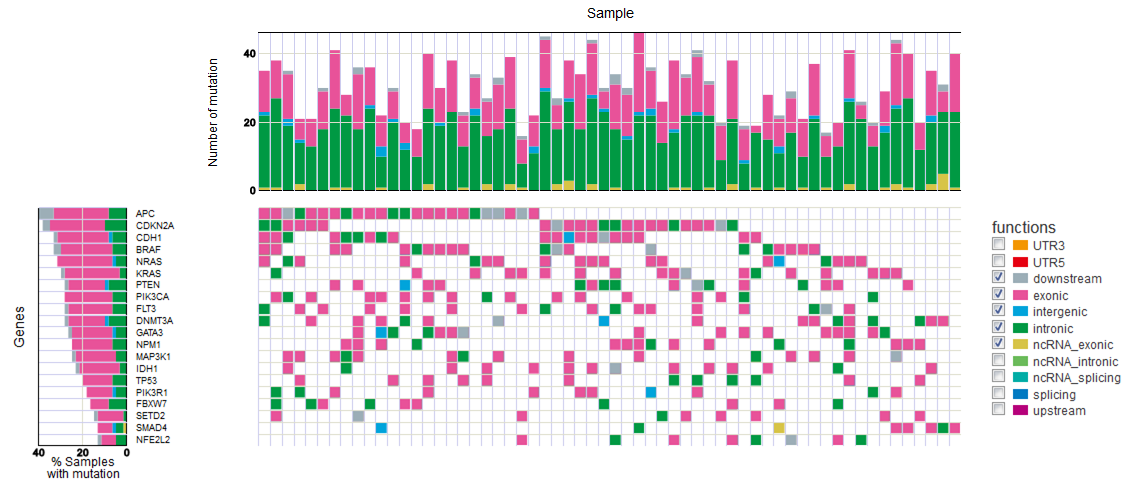 Sample
Number of mutation
40
20
0
Genes
APC
CDKN2A
CDH1
BRAF
NRAS
KRAS
PTEN
PIK3CA
FLT3
DNMT3A
GATA3
NPM1
MAP3K1
IDH1
TP53
PIK3R1
FBXW7
SETD2
SMAD4
NFE2L2
40 20 0
% Samples
with mutation
functions
UTR3
UTR5
downstream
exonic
intergenic
intronic
ncRNA_exonic
ncRNA_intronic
ncRNA_splicing
splicing
upstream